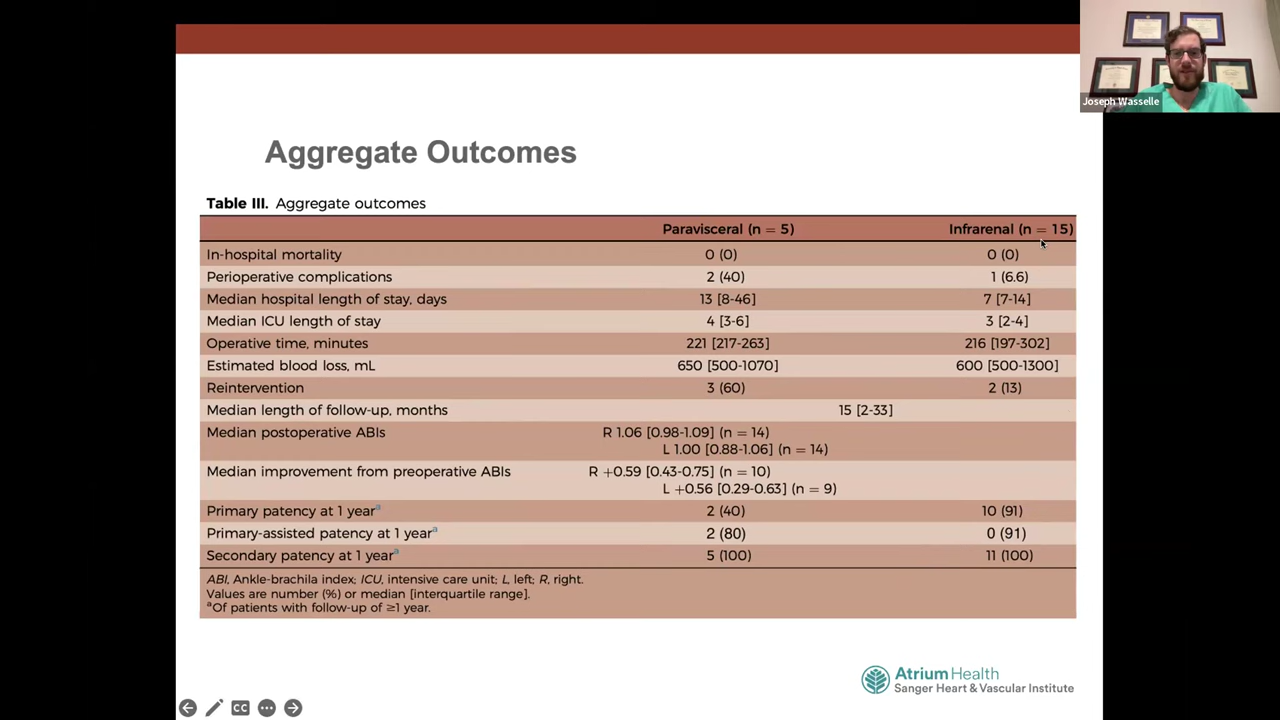 Joseph Wasselle
Aggregate Outcomes
Table III. Aggregate outcomes
Paravisceral (n = 5) Infrarenal (n = 15)
In-hospital mortality 0 (0) 0 (0)
Perioperative complications 2 (40) 1 (6.6)
Median hospital length of stay, days 13 [8-46] 7 [7-14]
Median ICU length of stay 4 [3-6] 3 [2-4]
Operative time, minutes 221 [217-263] 216 [197-302]
Estimated blood loss, mL 650 [500-1070] 600 [500-1300]
Reintervention 3 (60) 2 (13)
Median length of follow-up, months 15 [2-33]
Median postoperative ABIs R 1.06 [0.98-1.09] (n = 14)
L 1.00 [0.88-1.06] (n = 14)
Median improvement from preoperative ABIs R +0.59 [0.43-0.75] (n = 10)
L +0.56 [0.29-0.63] (n = 9)
Primary patency at 1 yearᵃ 2 (40) 10 (91)
Primary-assisted patency at 1 yearᵃ 2 (80) 0 (91)
Secondary patency at 1 yearᵃ 5 (100) 11 (100)
ABI, Ankle-brachila index; ICU, intensive care unit; L, left; R, right.
Values are number (%) or median [interquartile range].
ᵃOf patients with follow-up of ≥1 year.
Atrium Health
Sanger Heart & Vascular Institute
CC